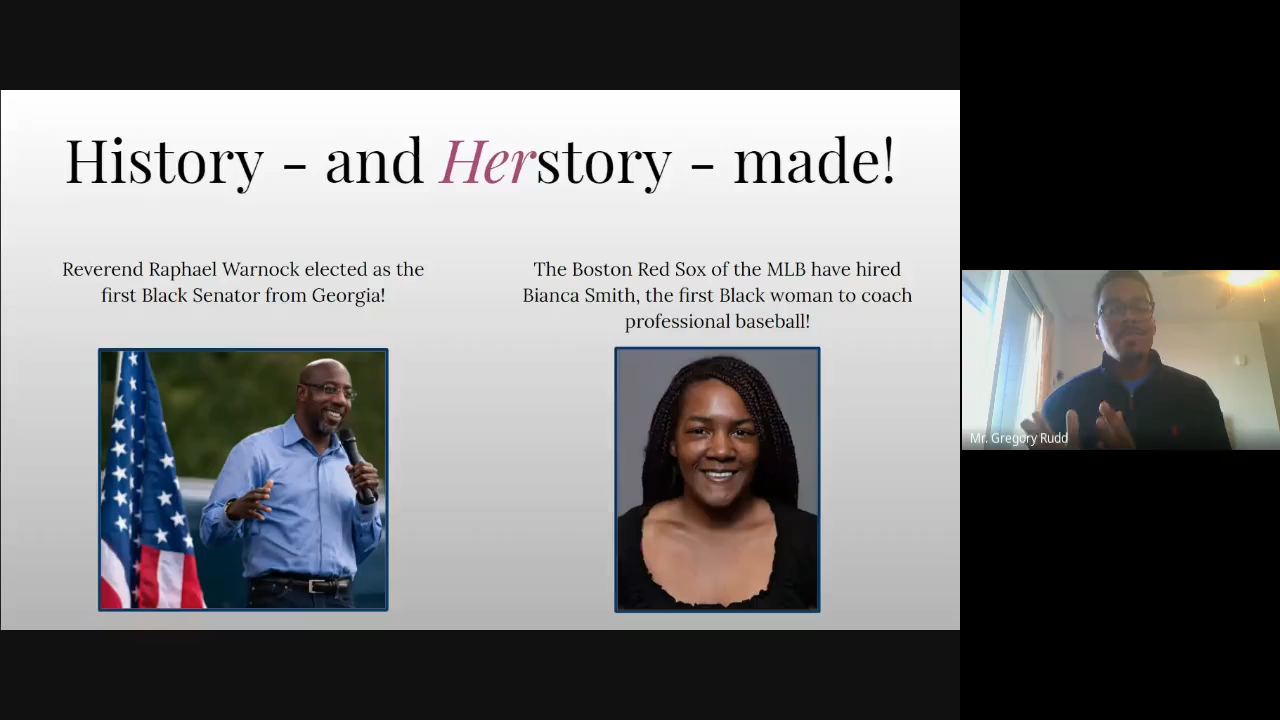 History - and Herstory - made!
Reverend Raphael Warnock elected as the
first Black Senator from Georgia!
The Boston Red Sox of the MLB have hired
Bianca Smith, the first Black woman to coach
professional baseball!
Mr. Gregory Rudd